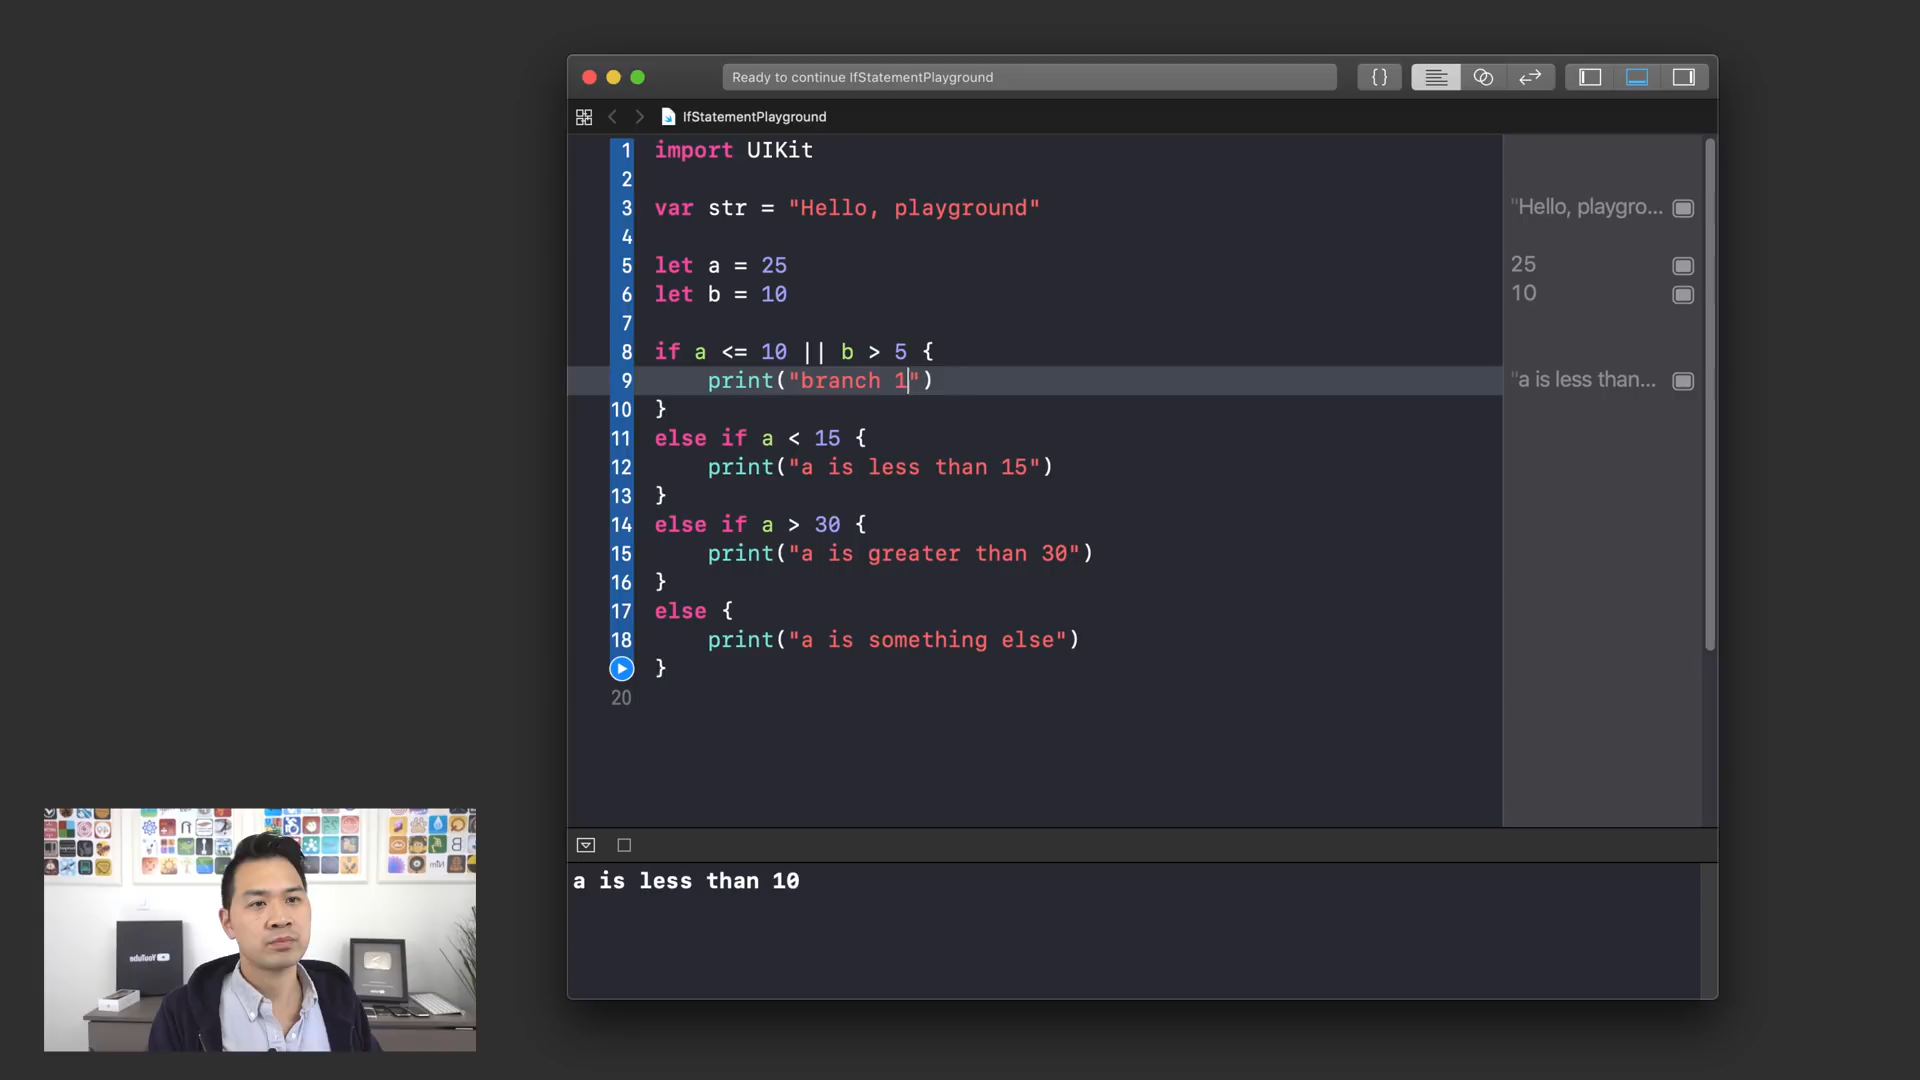 Ready to continue IfStatementPlayground
{}
IfStatementPlayground
1 import UIKit
2
3 var str = "Hello, playground"
"Hello, playgro...
4
5 let a = 25
25
6 let b = 10
10
7
8 if a <= 10 || b > 5 {
9 print("branch 1")
"a is less than...
10 }
11 else if a < 15 {
12 print("a is less than 15")
13 }
14 else if a > 30 {
15 print("a is greater than 30")
16 }
17 else {
18 print("a is something else")
}
20
a is less than 10
YouTube